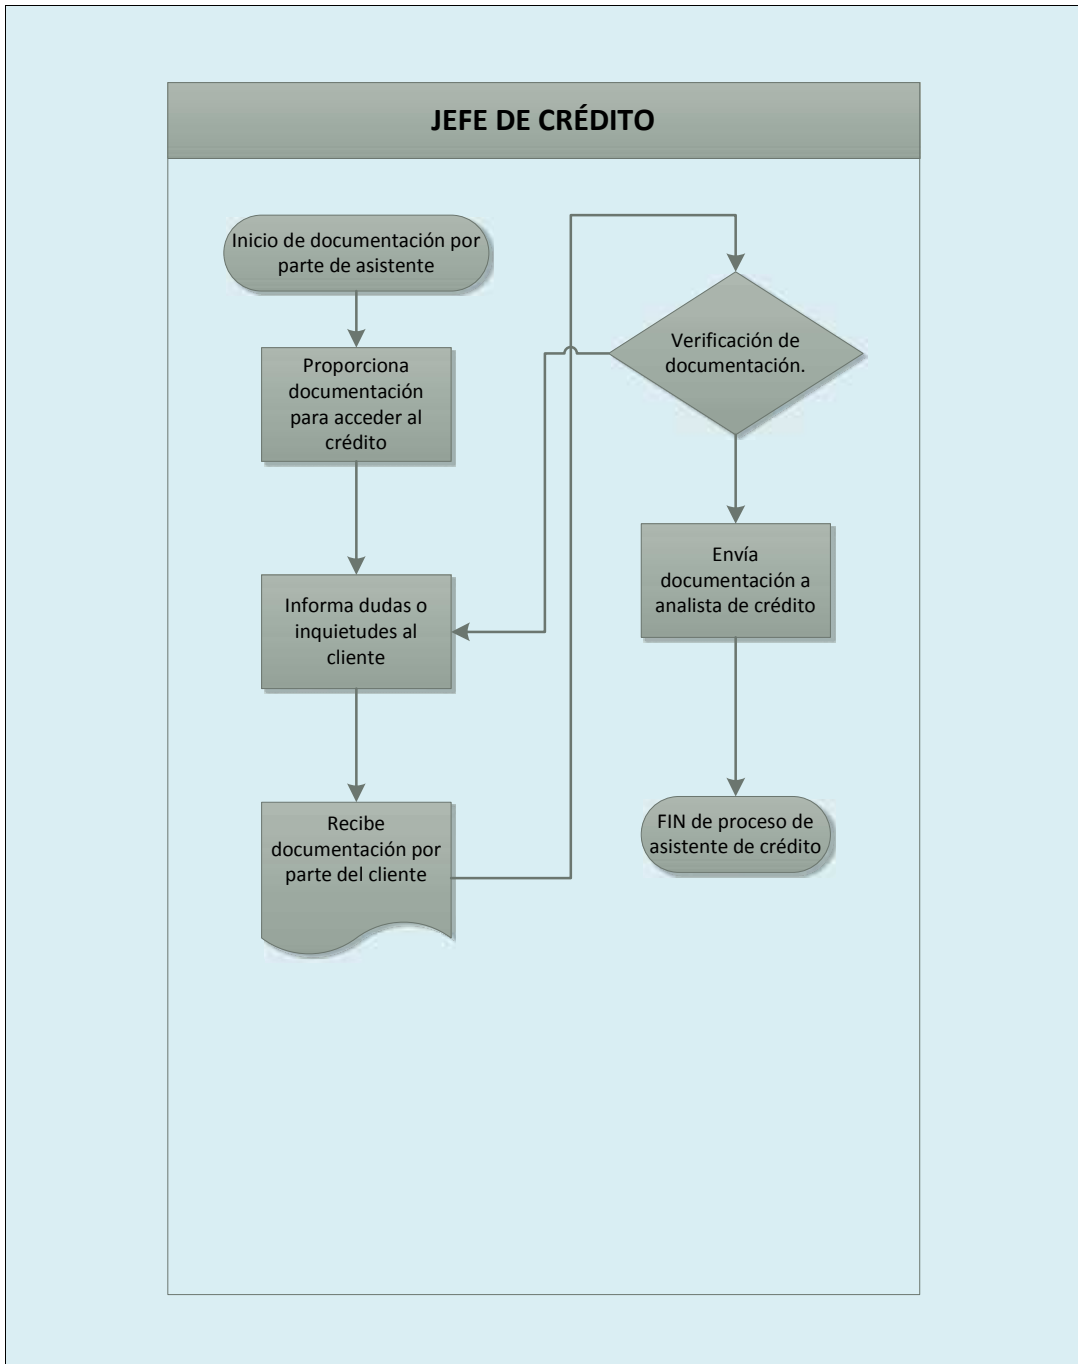 JEFE DE CRÉDITO
Inicio de documentación por
parte de asistente
Proporciona
documentación
para acceder al
crédito
Informa dudas o
inquietudes al
cliente
Recibe
documentación por
parte del cliente
Verificación de
documentación.
Envía
documentación a
analista de crédito
FIN de proceso de
asistente de crédito